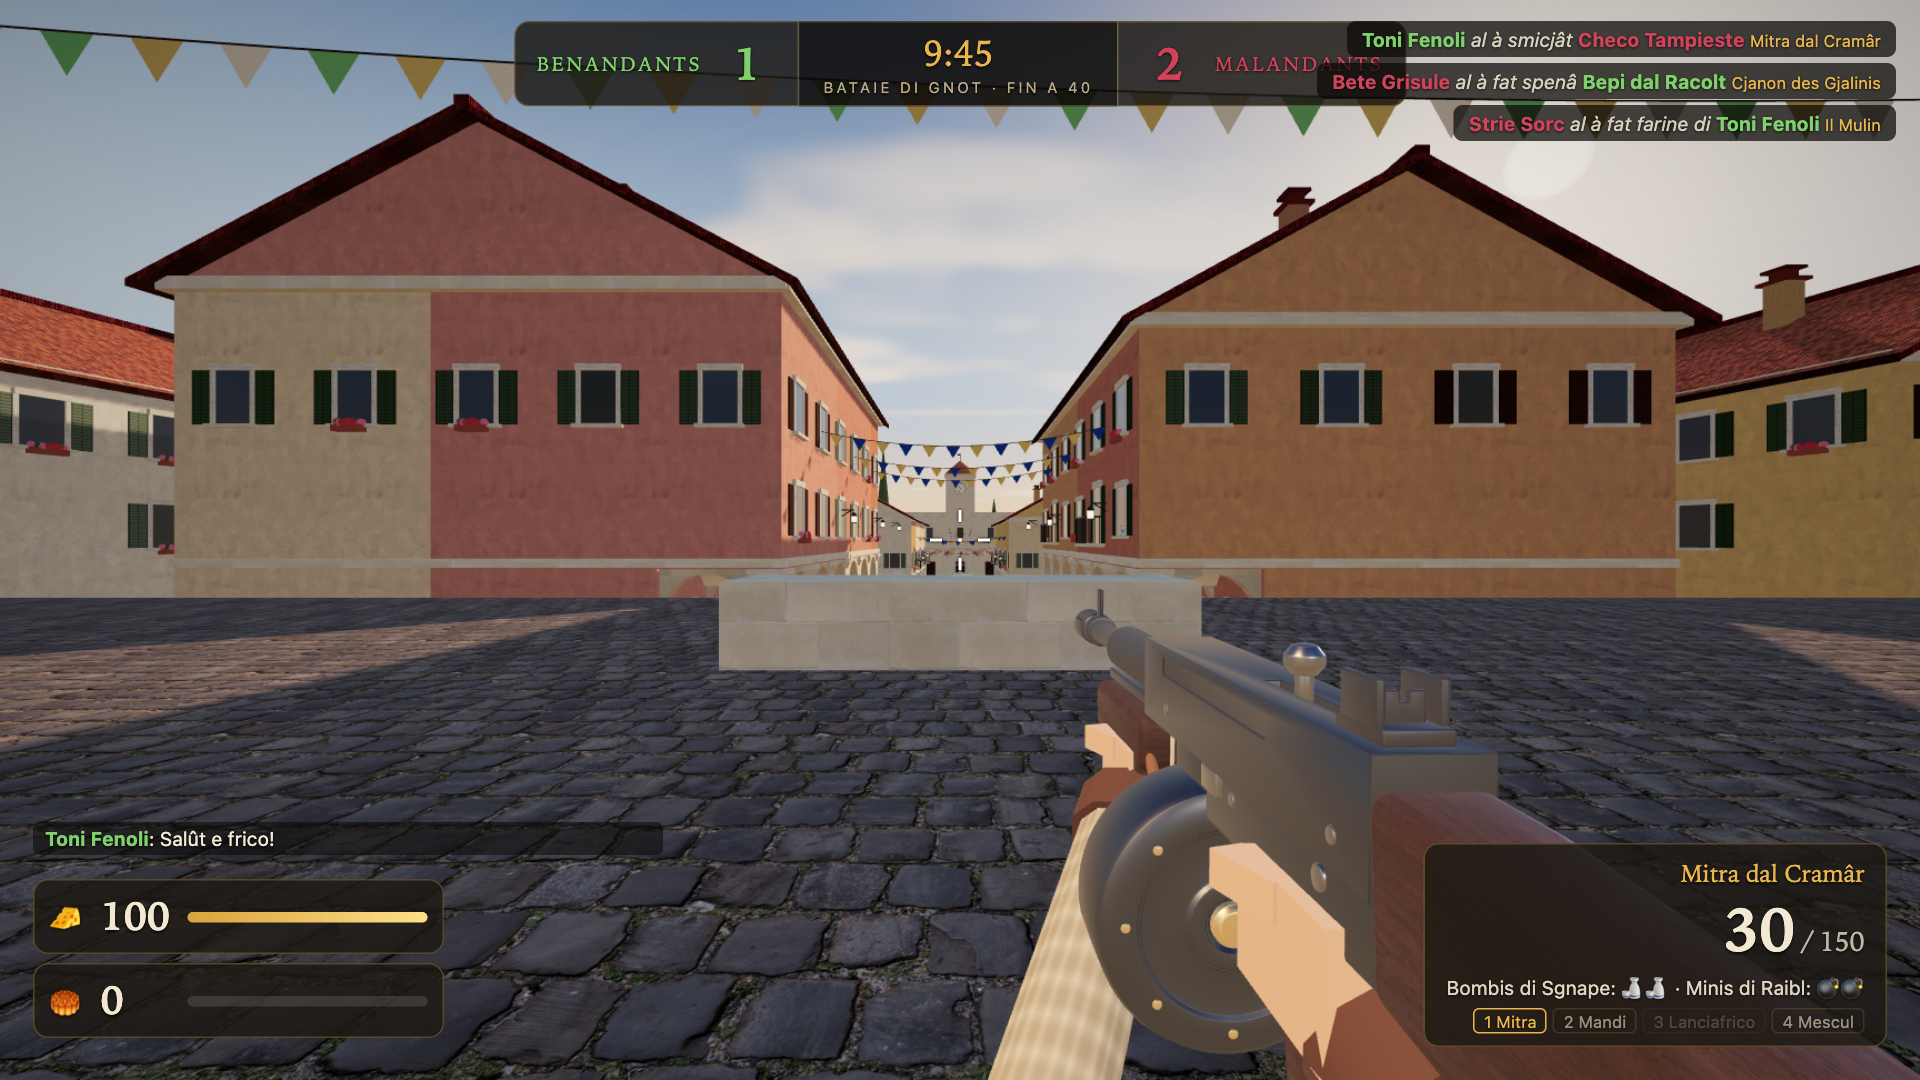 BENANDANTS 1
9:45
BATAIE DI GNOT · FIN A 40
2 MALANDANTS
Toni Fenoli al à smicjât Checo Tampieste Mitra dal Cramâr
Bete Grisule al à fat spenâ Bepi dal Racolt Cjanon des Gjalinis
Strie Sorc al à fat farine di Toni Fenoli Il Mulin
Toni Fenoli: Salût e frico!
100
0
Mitra dal Cramâr
30 / 150
Bombis di Sgnape: · Minis di Raibl:
1 Mitra 2 Mandi 3 Lanciafrico 4 Mescul